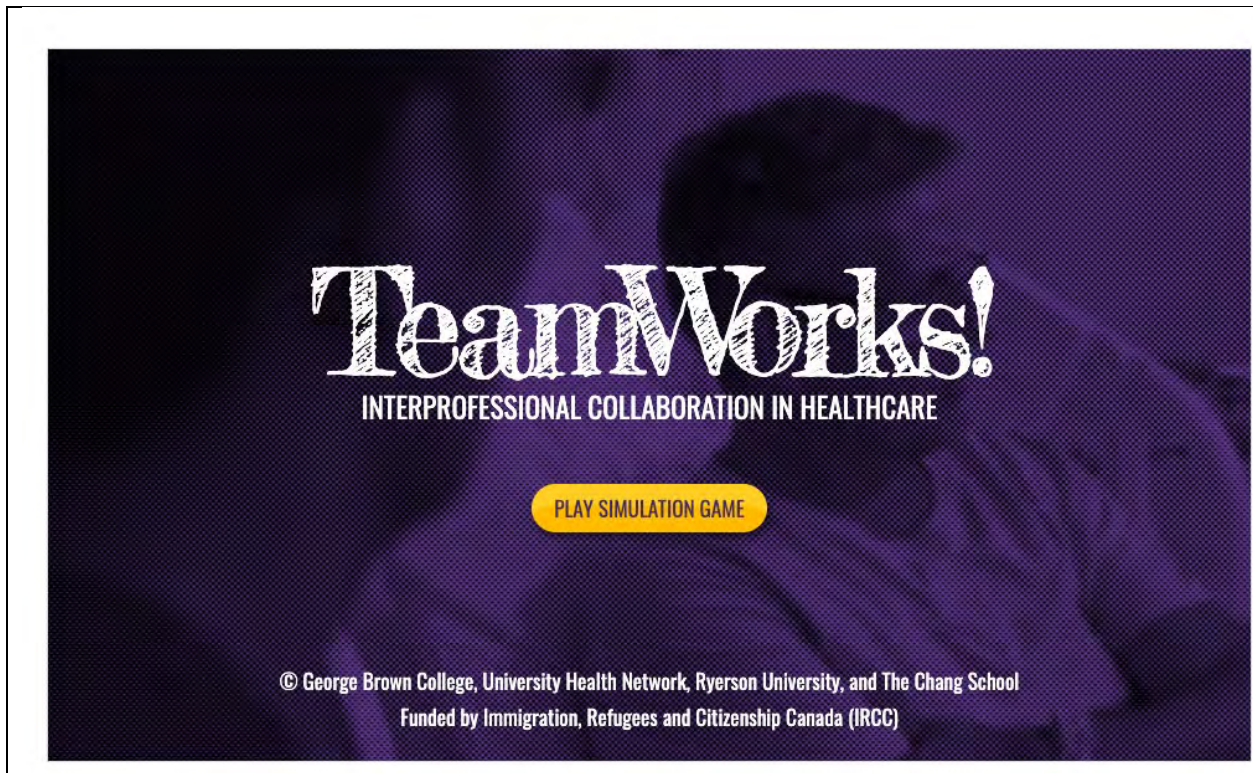 TeamWorks!
INTERPROFESSIONAL COLLABORATION IN HEALTHCARE
PLAY SIMULATION GAME
© George Brown College, University Health Network, Ryerson University, and The Chang School
Funded by Immigration, Refugees and Citizenship Canada (IRCC)